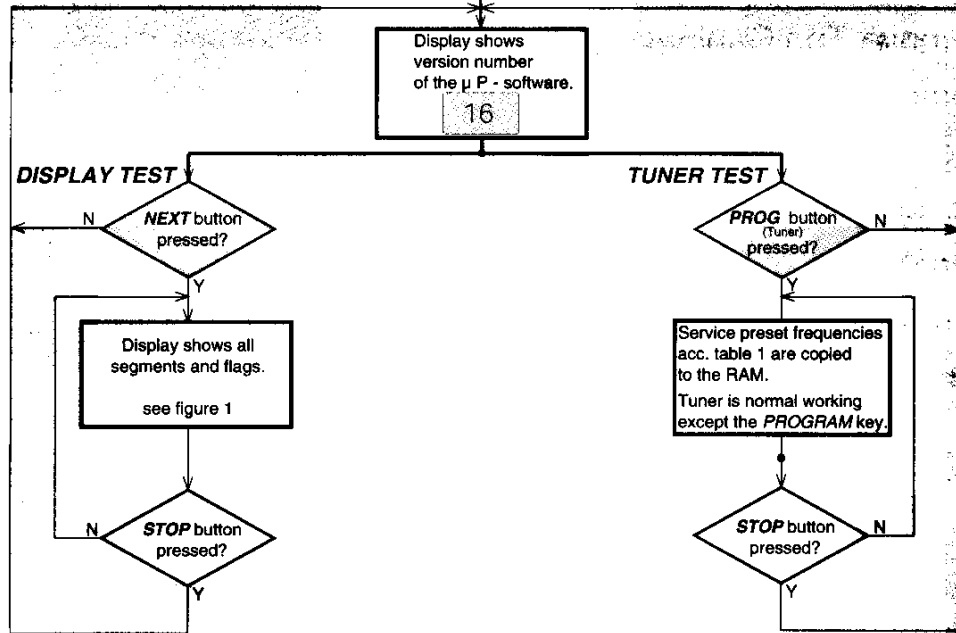 Display shows
version number
of the µ P - software.
16
DISPLAY TEST
N
NEXT button
pressed?
Y
Display shows all
segments and flags.
see figure 1
N
STOP button
pressed?
Y
TUNER TEST
PROG button
(Tuner)
pressed?
N
Y
Service preset frequencies
acc. table 1 are copied
to the RAM.
Tuner is normal working
except the PROGRAM key.
STOP button
pressed?
N
Y